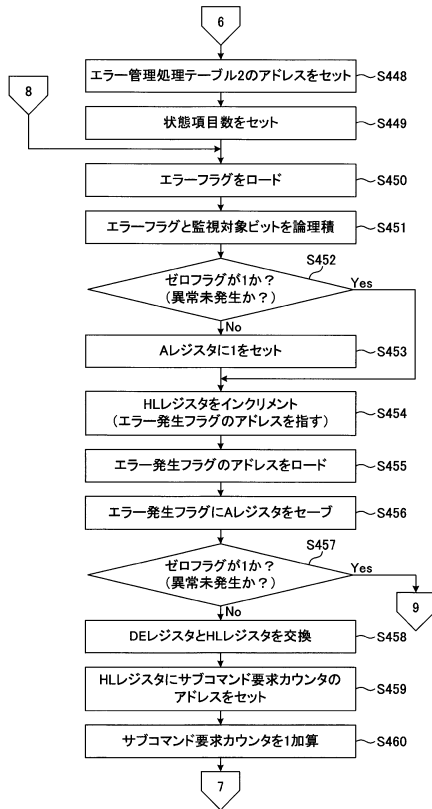 6
エラー管理処理テーブル2のアドレスをセット
S448
8
状態項目数をセット
S449
エラーフラグをロード
S450
エラーフラグと監視対象ビットを論理積
S451
S452
ゼロフラグが1か?
(異常未発生か?)
Yes
No
Aレジスタに1をセット
S453
HLレジスタをインクリメント
(エラー発生フラグのアドレスを指す)
S454
エラー発生フラグのアドレスをロード
S455
エラー発生フラグにAレジスタをセーブ
S456
S457
ゼロフラグが1か?
(異常未発生か?)
Yes
9
No
DEレジスタとHLレジスタを交換
S458
HLレジスタにサブコマンド要求カウンタの
アドレスをセット
S459
サブコマンド要求カウンタを1加算
S460
7